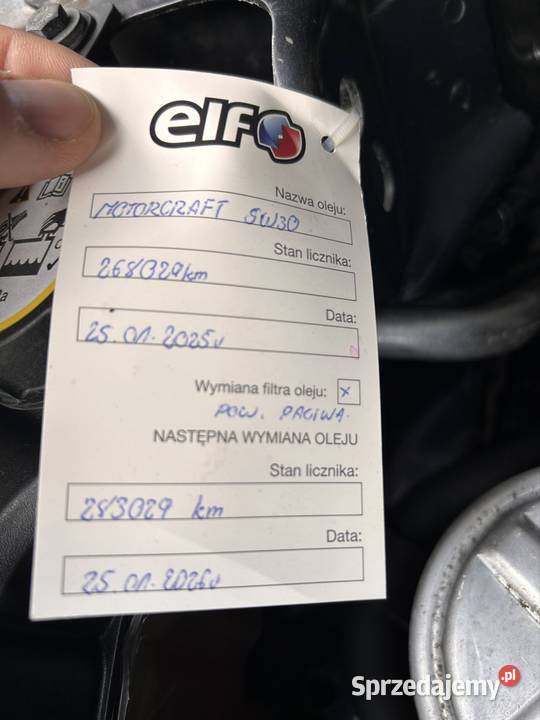 elf
Nazwa oleju:
MOTORCRAFT 5W30
Stan licznika:
268029km
Data:
25.01.2025r
Wymiana filtra oleju: x
POW. PALIWA.
NASTĘPNA WYMIANA OLEJU
Stan licznika:
283029 km
Data:
25.01.2026r
Sprzedajemy.pl